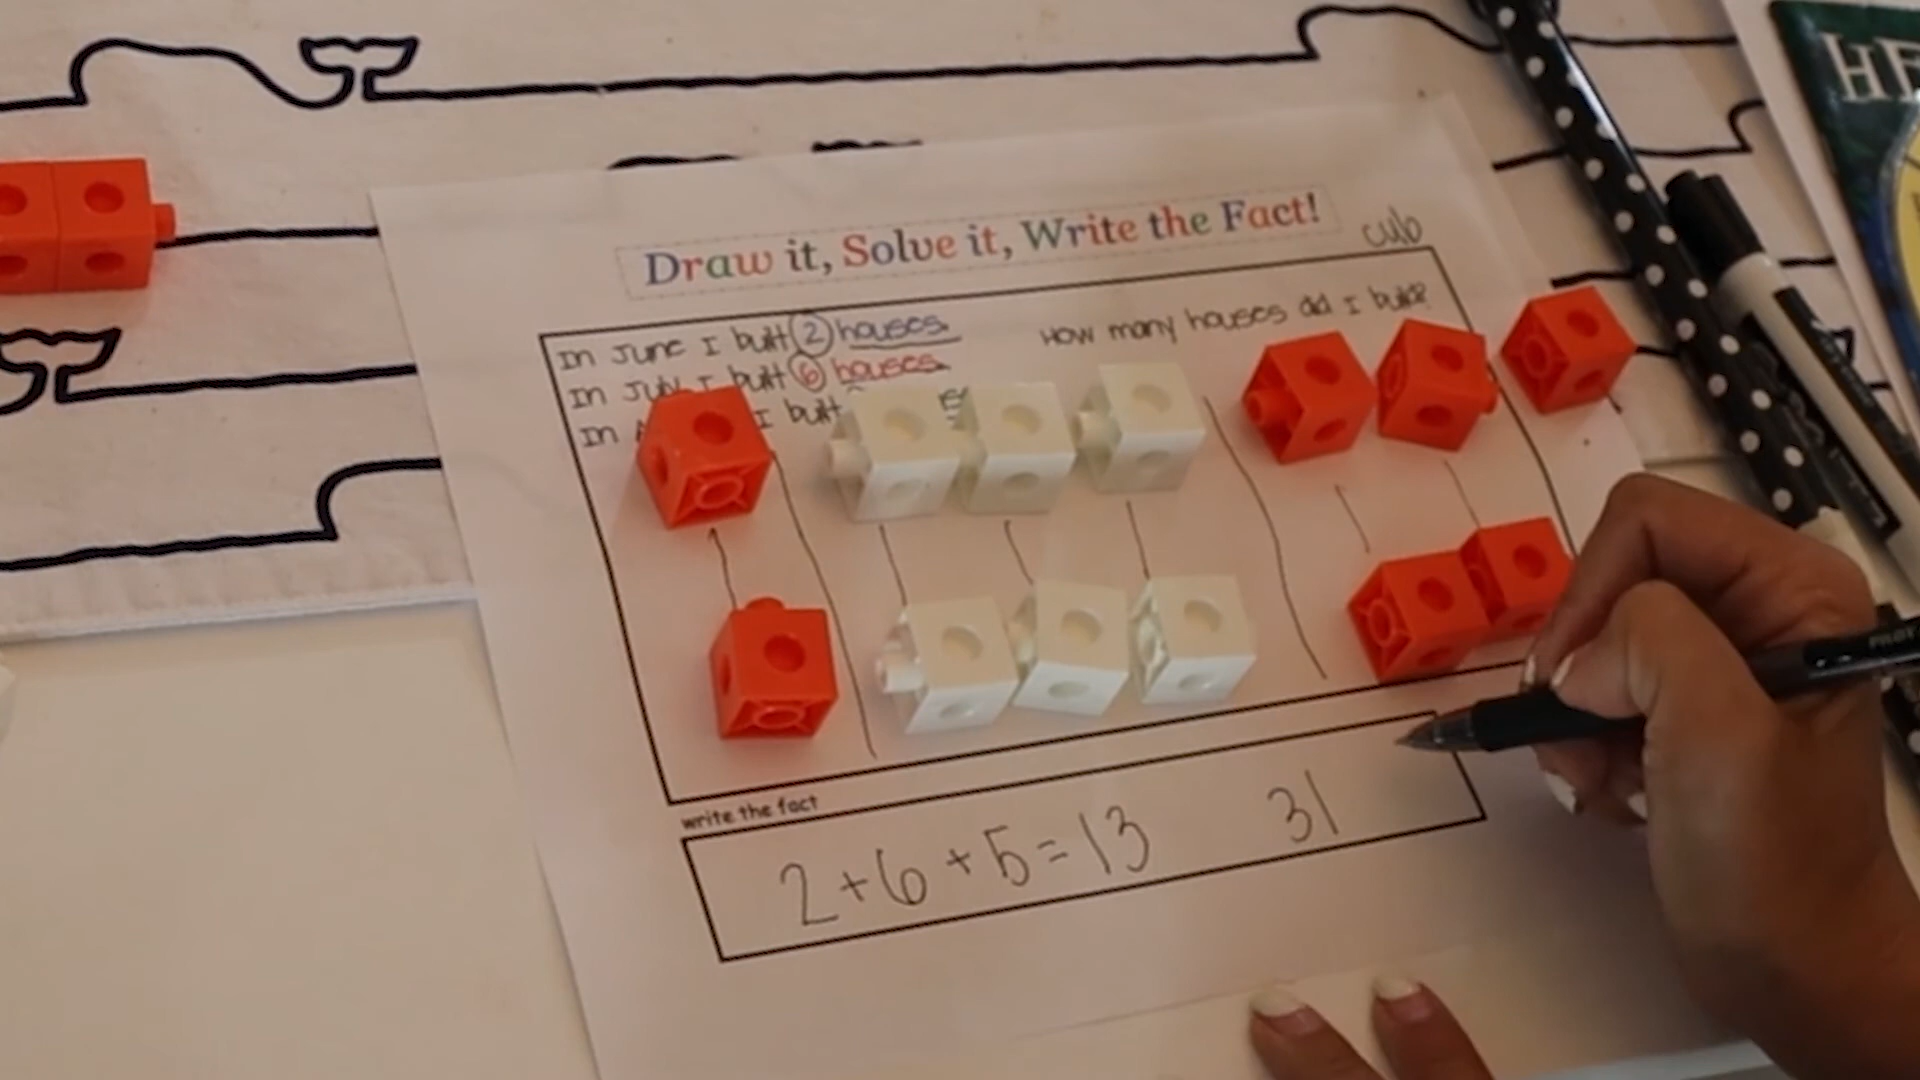 Draw it, Solve it, Write the Fact!
cub
In June I built 2 houses.
How many houses did I build?
In July I built 6 houses.
In I built
write the fact
2+6+5=13
31
PILOT
HE